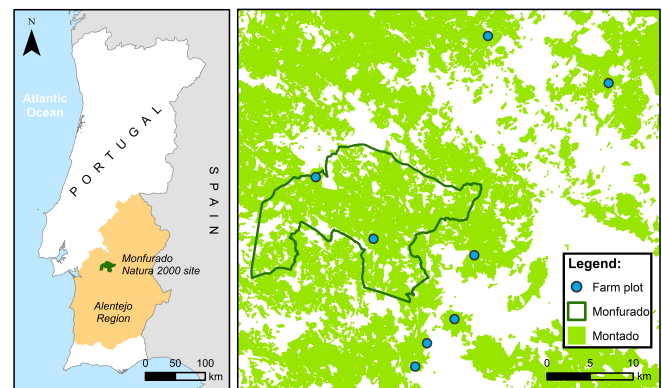 N
Atlantic
Ocean
PORTUGAL
SPAIN
Monfurado
Natura 2000 site
Alentejo
Region
0 50 100
km
Legend:
Farm plot
Monfurado
Montado
0 5 10
km